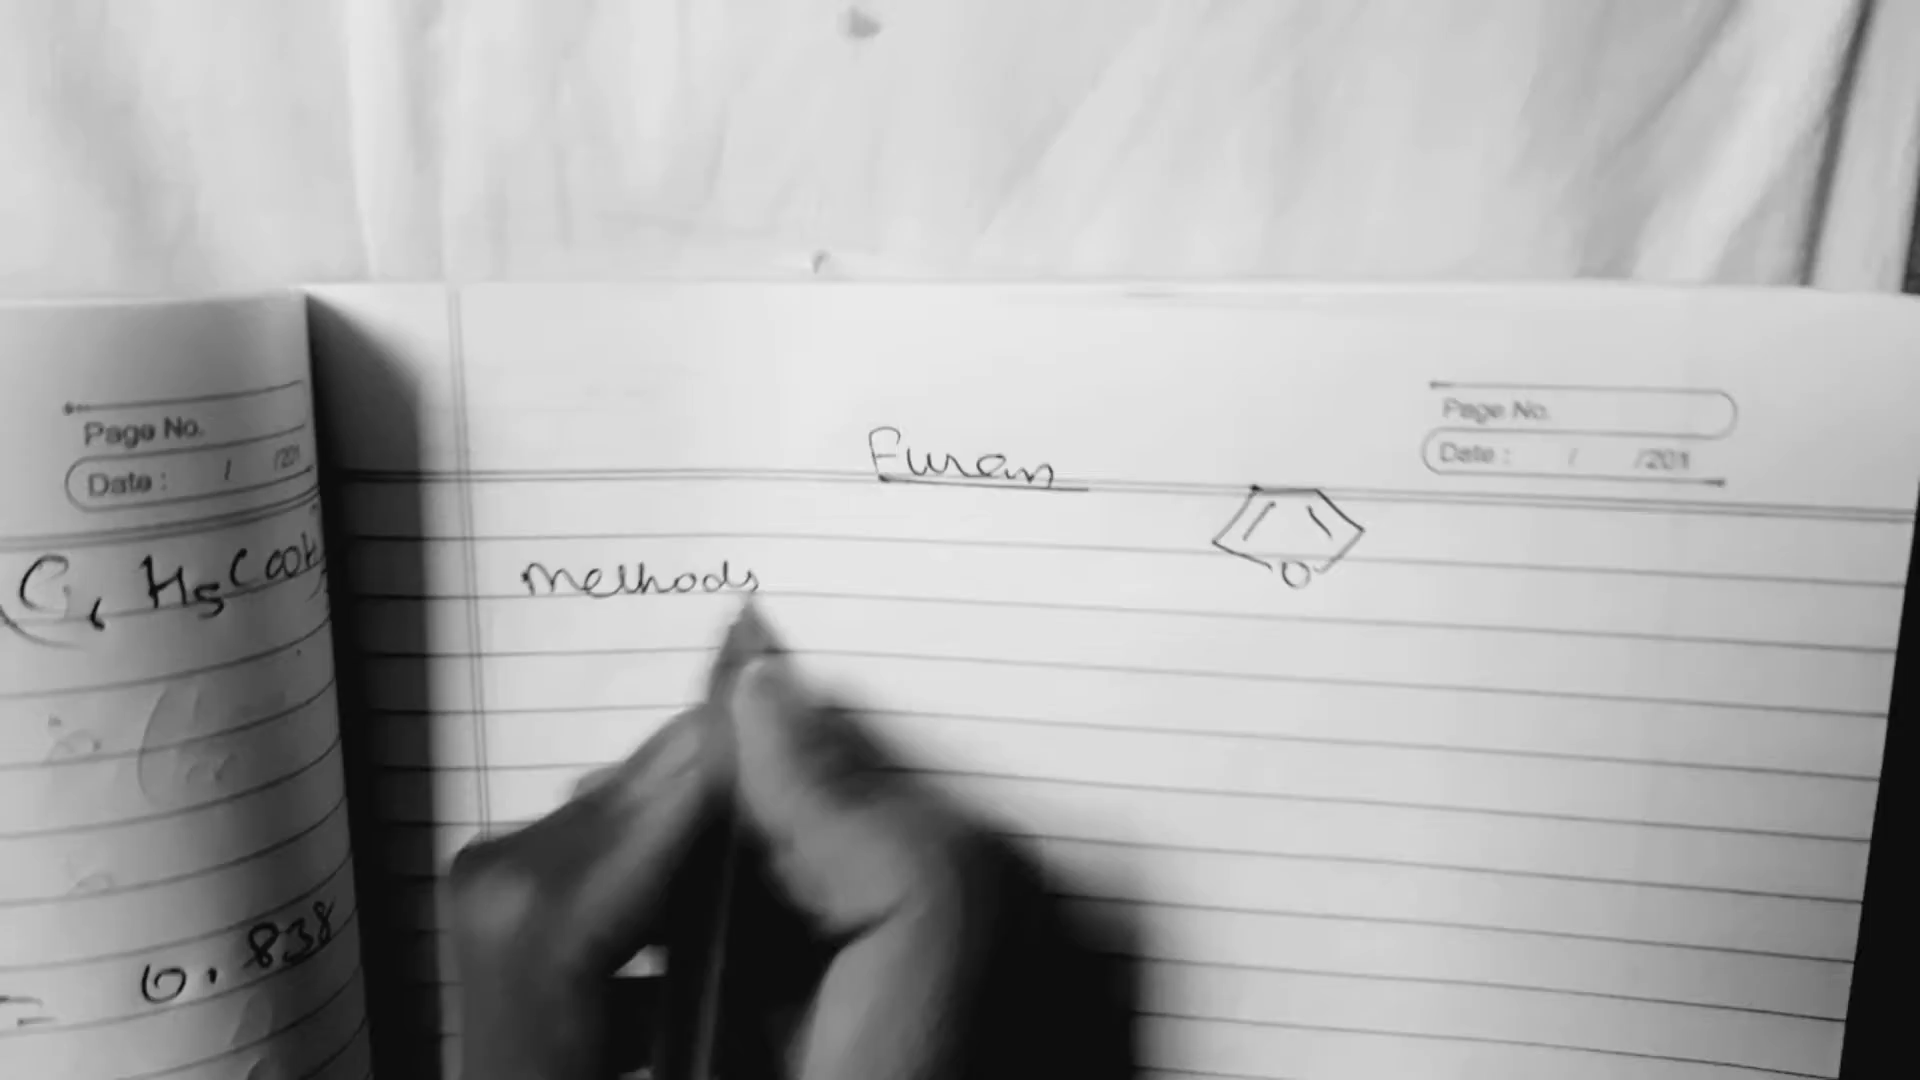 Page No.
Date : / /201
C6H5COOH
0.838
Page No.
Date : / /201
Furan
O
Methods